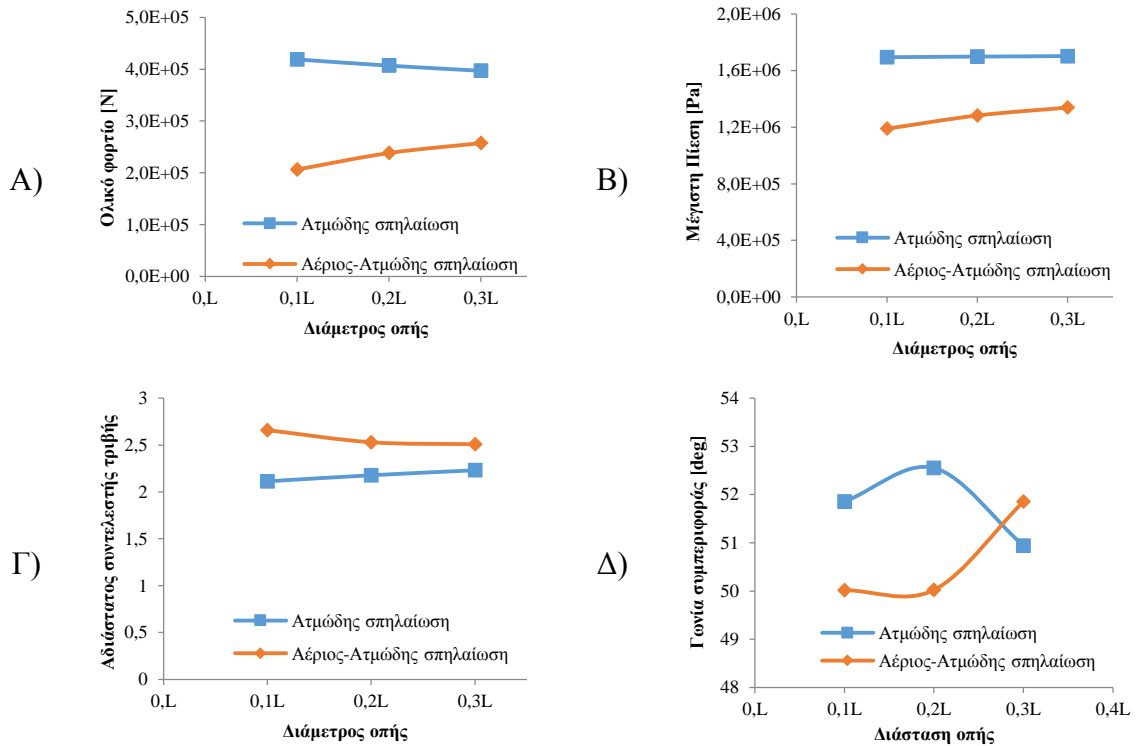 Α)
Ολικό φορτίο [N]
5,0E+05
4,0E+05
3,0E+05
2,0E+05
1,0E+05
0,0E+00
Ατμώδης σπηλαίωση
Αέριος-Ατμώδης σπηλαίωση
0,L 0,1L 0,2L 0,3L
Διάμετρος οπής
Β)
Μέγιστη Πίεση [Pa]
2,0E+06
1,6E+06
1,2E+06
8,0E+05
4,0E+05
0,0E+00
Ατμώδης σπηλαίωση
Αέριος-Ατμώδης σπηλαίωση
0,L 0,1L 0,2L 0,3L
Διάμετρος οπής
Γ)
Αδιάστατος συντελεστής τριβής
3
2,5
2
1,5
1
0,5
0
Ατμώδης σπηλαίωση
Αέριος-Ατμώδης σπηλαίωση
0,L 0,1L 0,2L 0,3L
Διάμετρος οπής
Δ)
Γωνία συμπεριφοράς [deg]
54
53
52
51
50
49
48
Ατμώδης σπηλαίωση
Αέριος-Ατμώδης σπηλαίωση
0,L 0,1L 0,2L 0,3L 0,4L
Διάσταση οπής